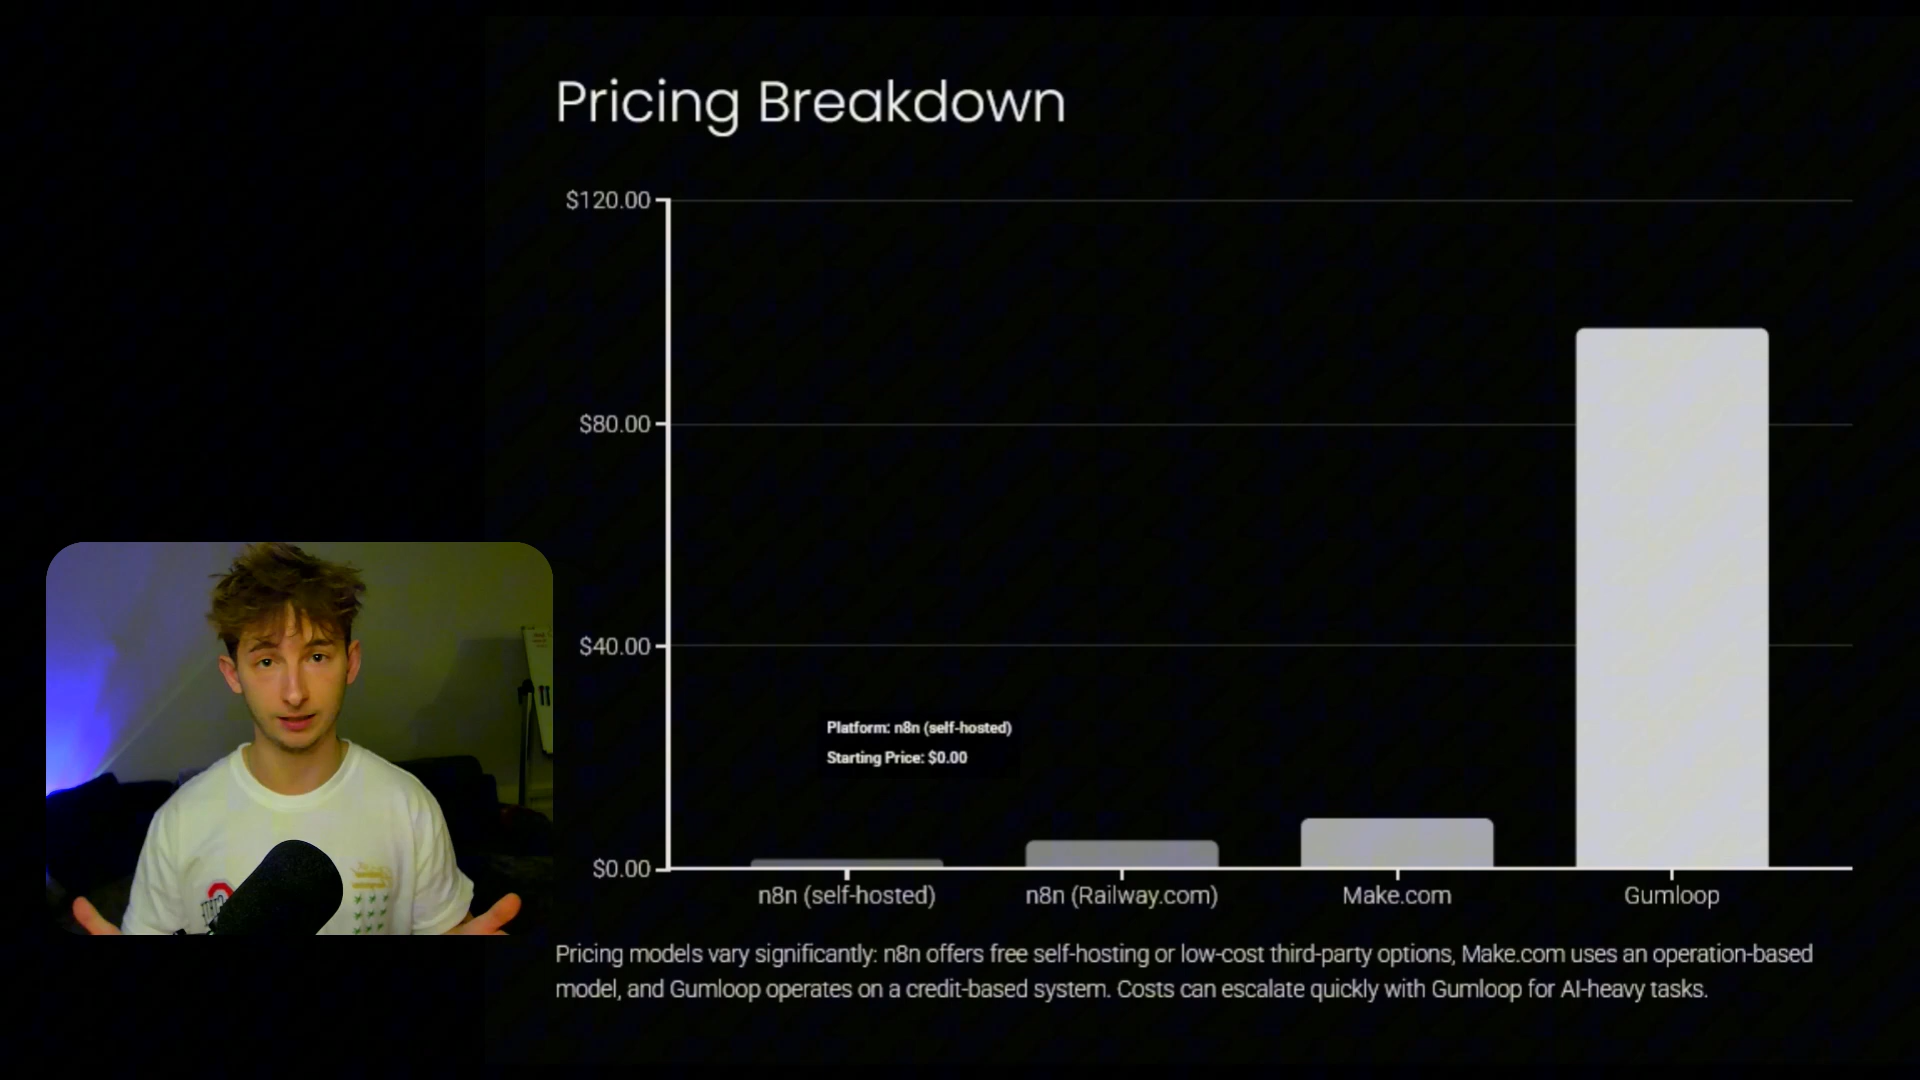 Pricing Breakdown
$120.00
$80.00
$40.00
$0.00
Platform: n8n (self-hosted)
Starting Price: $0.00
n8n (self-hosted)
n8n (Railway.com)
Make.com
Gumloop
Pricing models vary significantly: n8n offers free self-hosting or low-cost third-party options, Make.com uses an operation-based
model, and Gumloop operates on a credit-based system. Costs can escalate quickly with Gumloop for AI-heavy tasks.